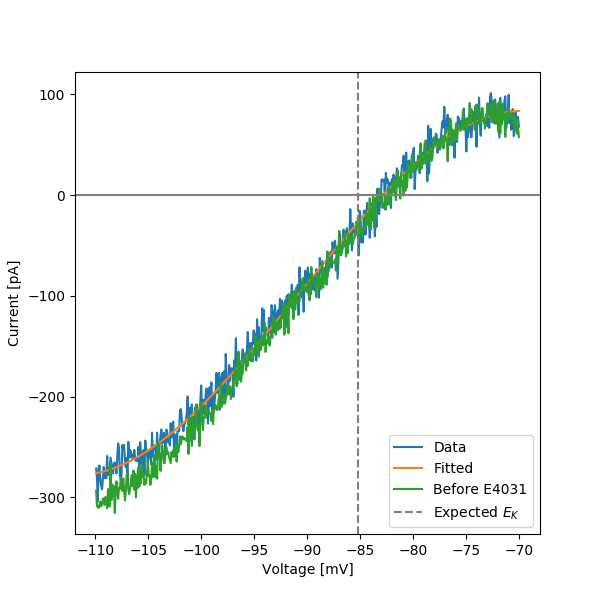 100
0
−100
−200
−300
Current [pA]
−110 −105 −100 −95 −90 −85 −80 −75 −70
Voltage [mV]
Data
Fitted
Before E4031
Expected E_K